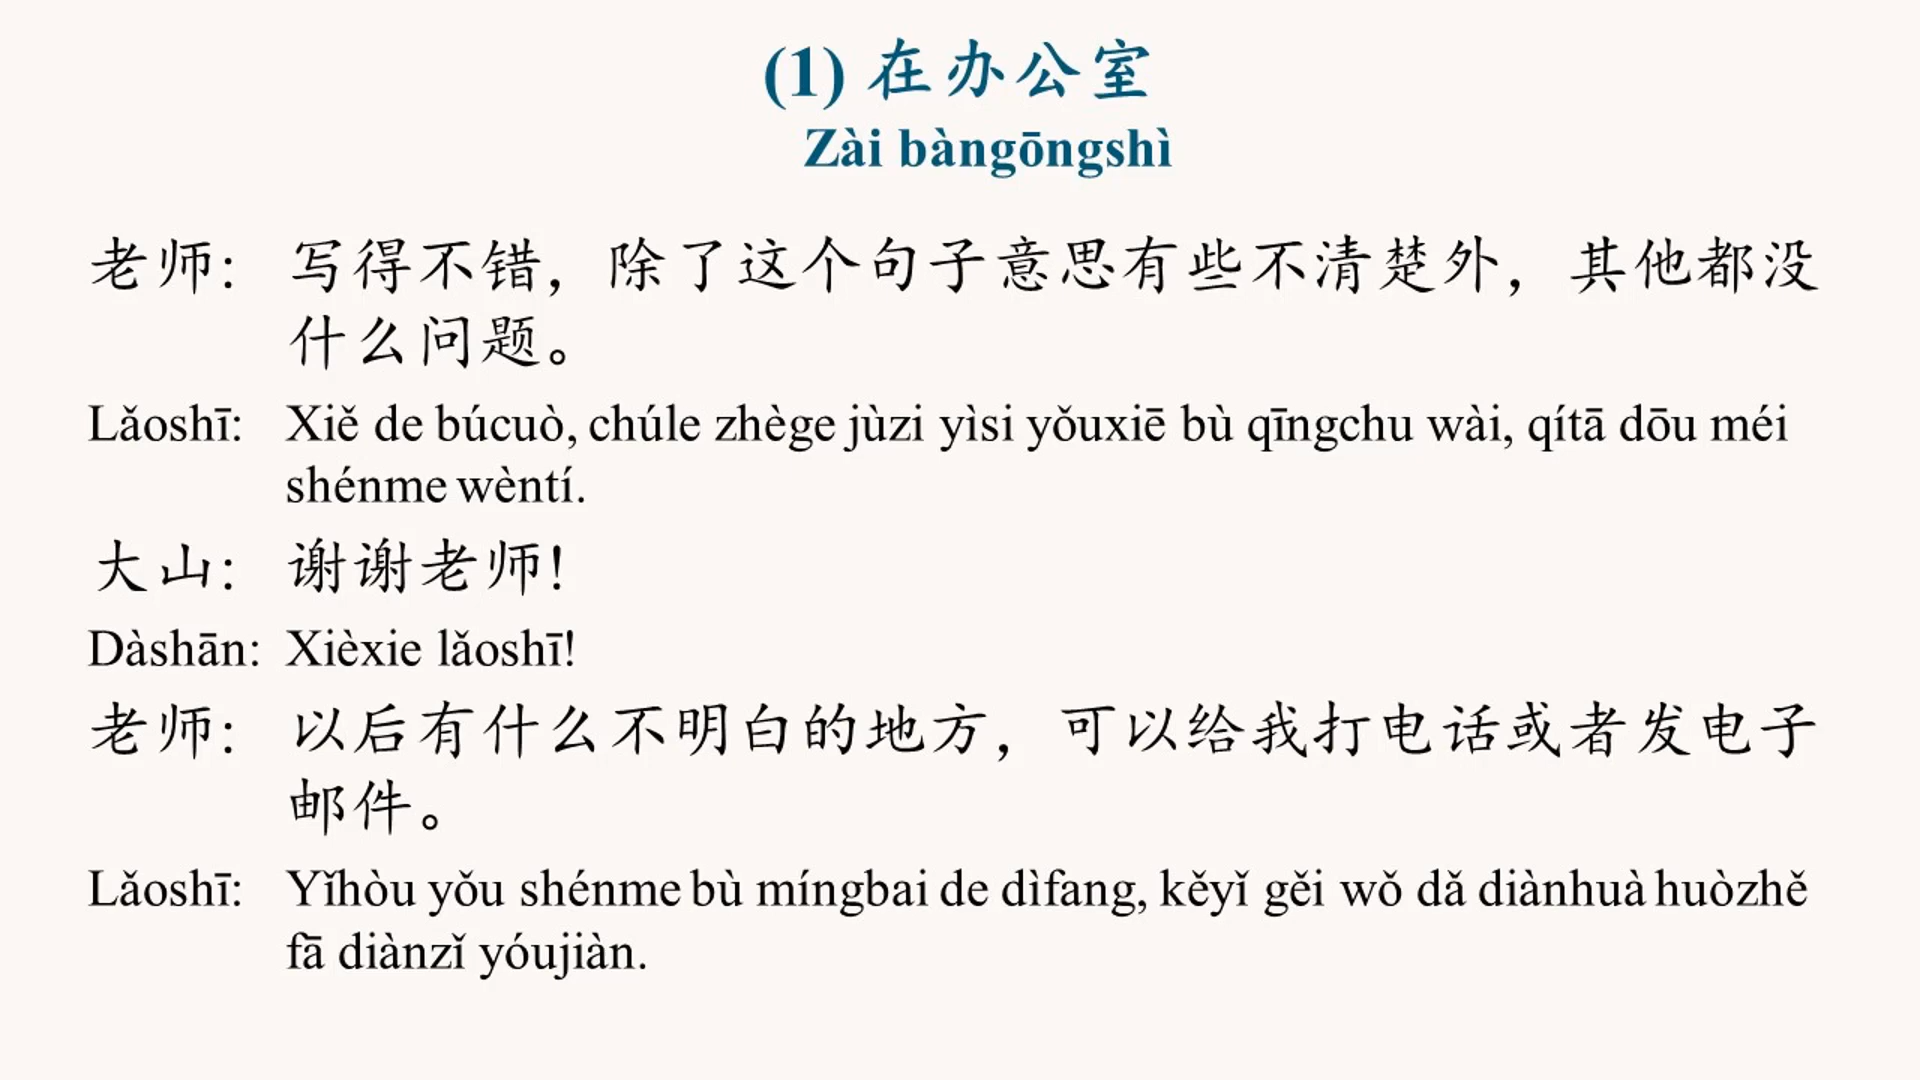 (1) 在办公室
Zài bàngōngshì
老师： 写得不错，除了这个句子意思有些不清楚外，其他都没
什么问题。
Lǎoshī: Xiě de búcuò, chúle zhège jùzi yìsi yǒuxiē bù qīngchu wài, qítā dōu méi
shénme wèntí.
大山： 谢谢老师！
Dàshān: Xièxie lǎoshī!
老师： 以后有什么不明白的地方，可以给我打电话或者发电子
邮件。
Lǎoshī: Yǐhòu yǒu shénme bù míngbai de dìfang, kěyǐ gěi wǒ dǎ diànhuà huòzhě
fā diànzǐ yóujiàn.